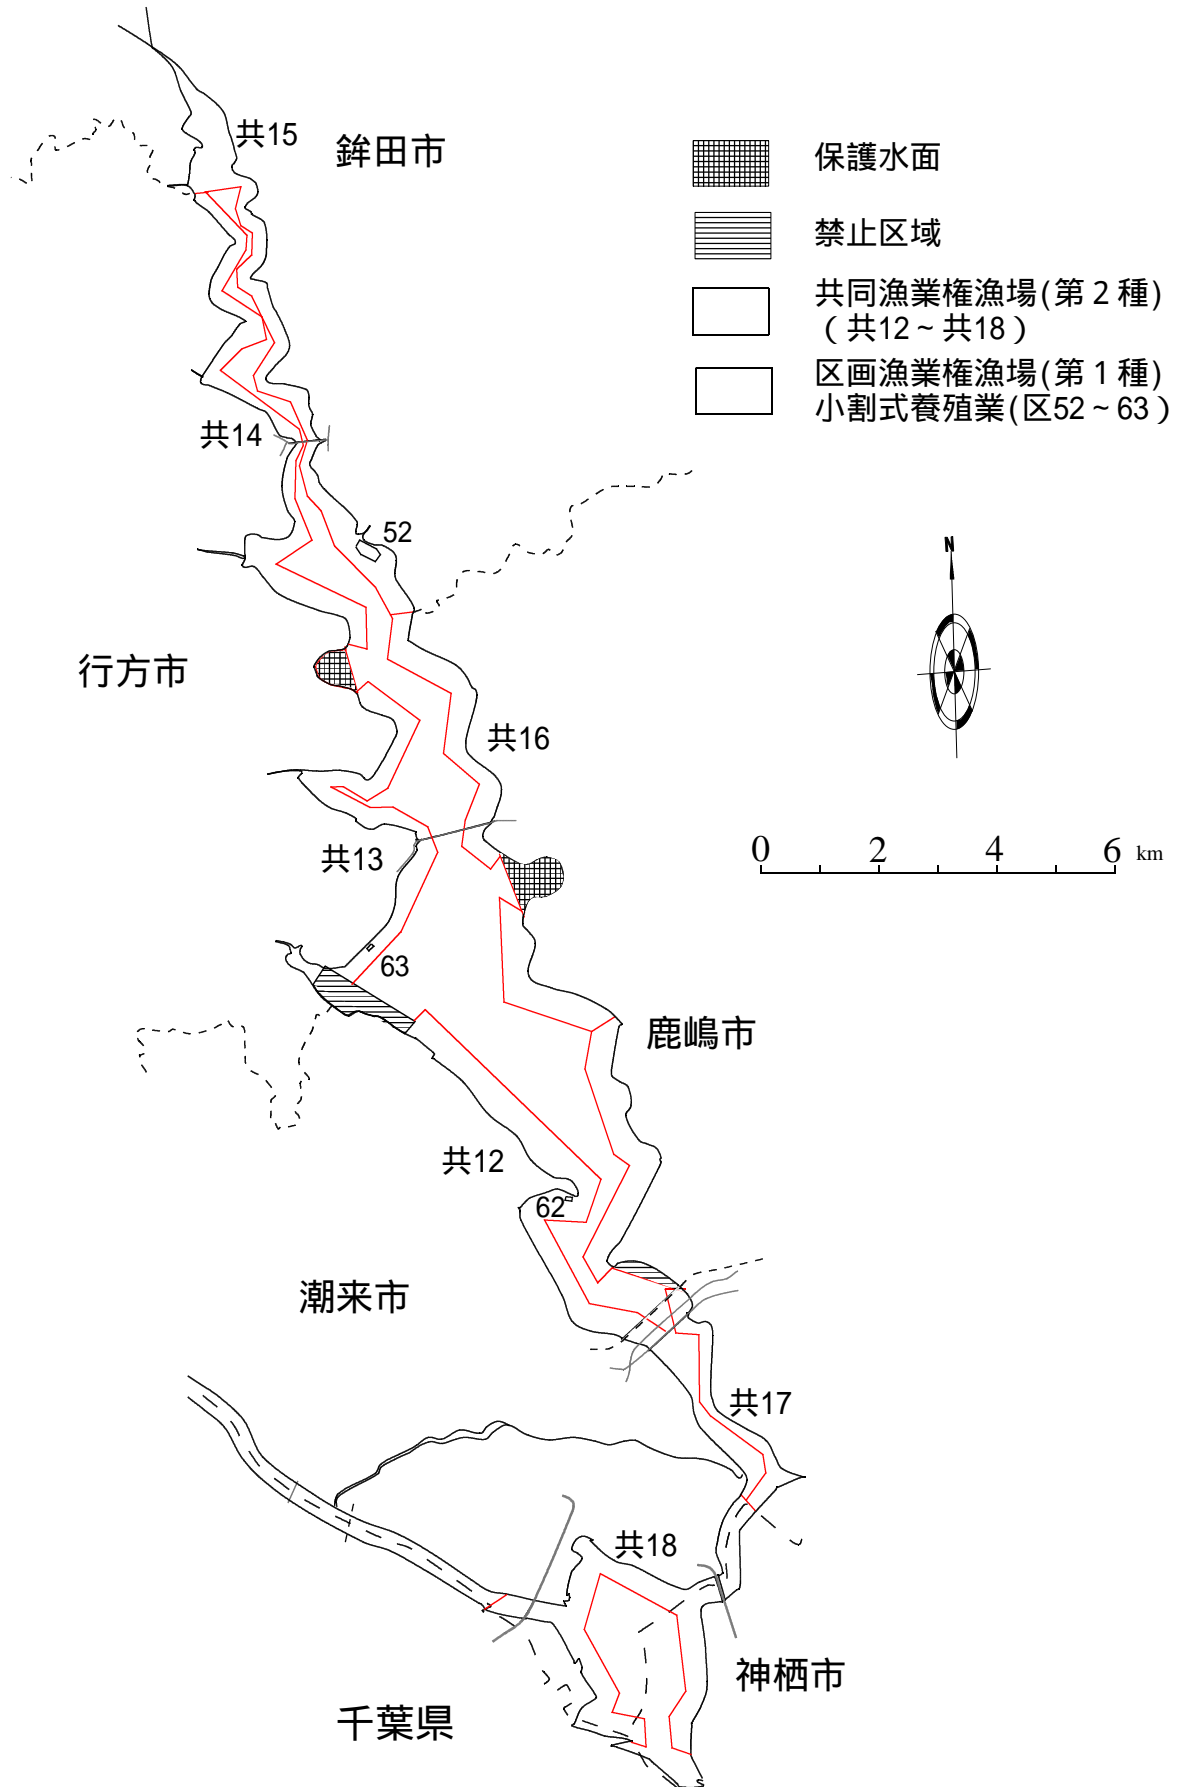 共15
鉾田市
保護水面
禁止区域
共同漁業権漁場(第２種)
（共12～共18）
区画漁業権漁場(第１種)
小割式養殖業(区52～63）
共14
52
N
行方市
共16
0 2 4 6 km
共13
63
鹿嶋市
共12
62
潮来市
共17
共18
神栖市
千葉県